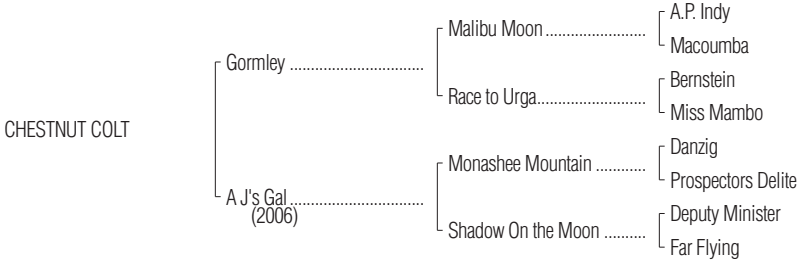 A.P. Indy
Malibu Moon ........................
Macoumba
Gormley ................................
Bernstein
Race to Urga..........................
Miss Mambo
CHESTNUT COLT
Danzig
Monashee Mountain ............
Prospectors Delite
A J's Gal ................................
(2006)
Deputy Minister
Shadow On the Moon ..........
Far Flying